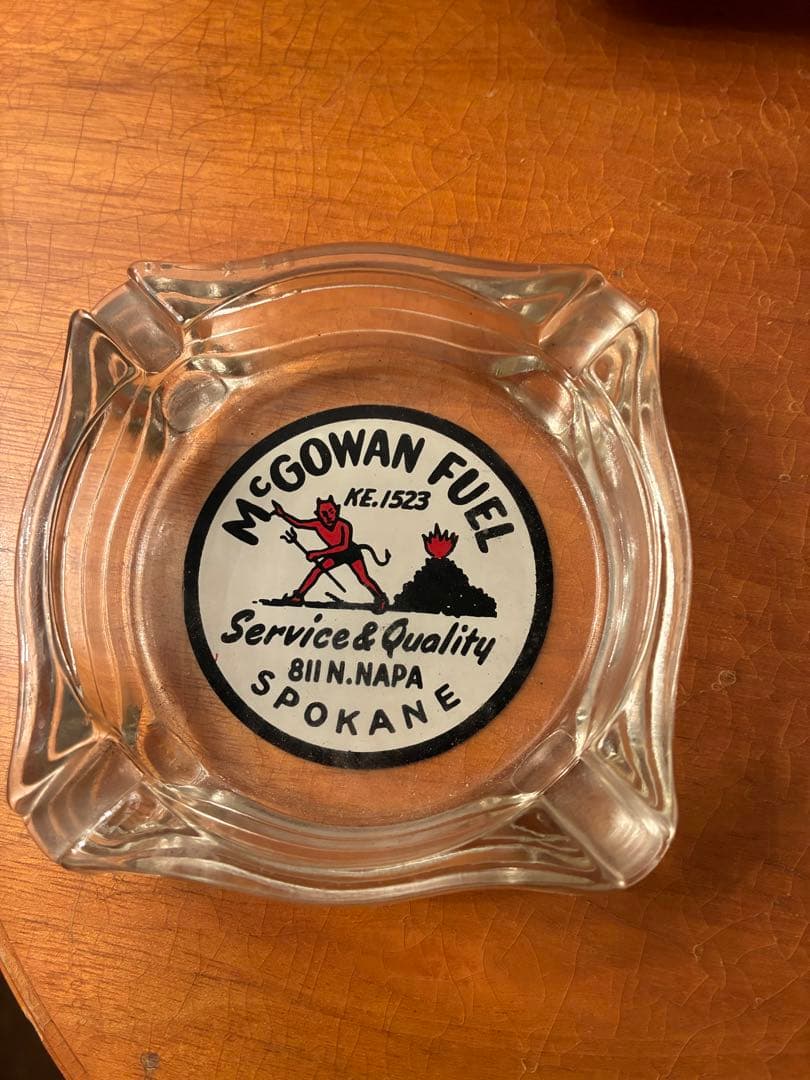 McGOWAN FUEL
KE.1523
Service & Quality
811 N. NAPA
SPOKANE